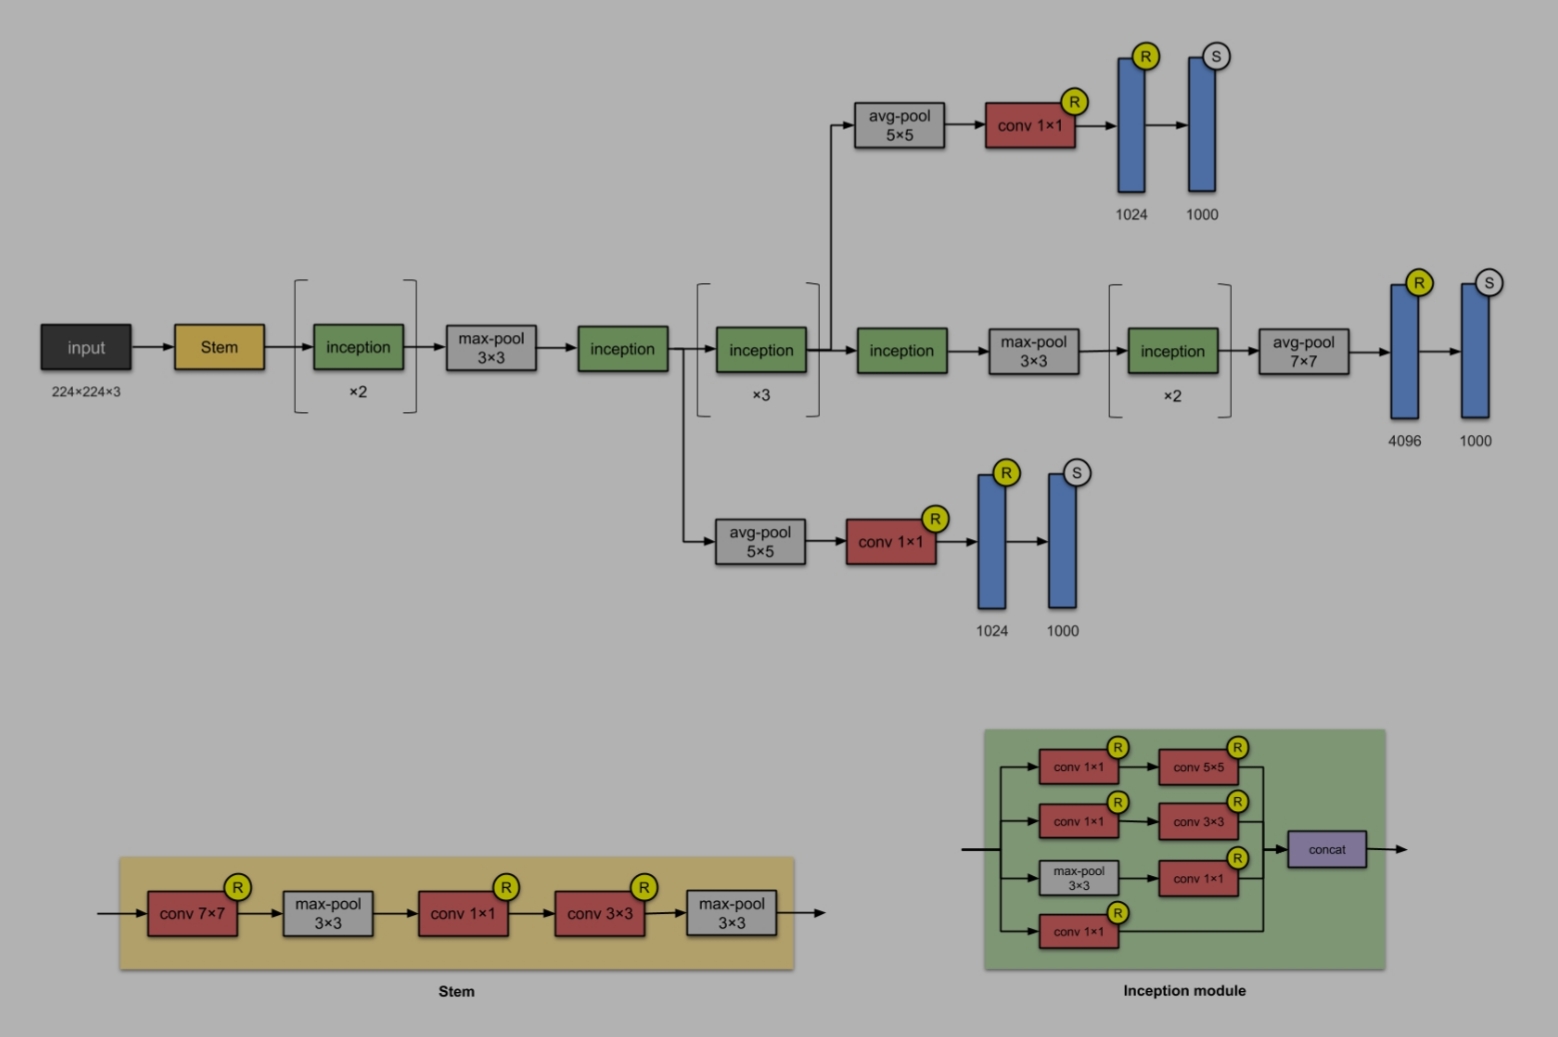 R
S
avg-pool
5×5
conv 1×1
R
1024
1000
input
224×224×3
Stem
inception
×2
max-pool
3×3
inception
inception
×3
inception
max-pool
3×3
inception
×2
avg-pool
7×7
R
S
4096
1000
avg-pool
5×5
conv 1×1
R
R
S
1024
1000
conv 7×7
R
max-pool
3×3
conv 1×1
R
conv 3×3
R
max-pool
3×3
Stem
conv 1×1
R
conv 5×5
R
conv 1×1
R
conv 3×3
R
max-pool
3×3
conv 1×1
R
conv 1×1
R
concat
Inception module